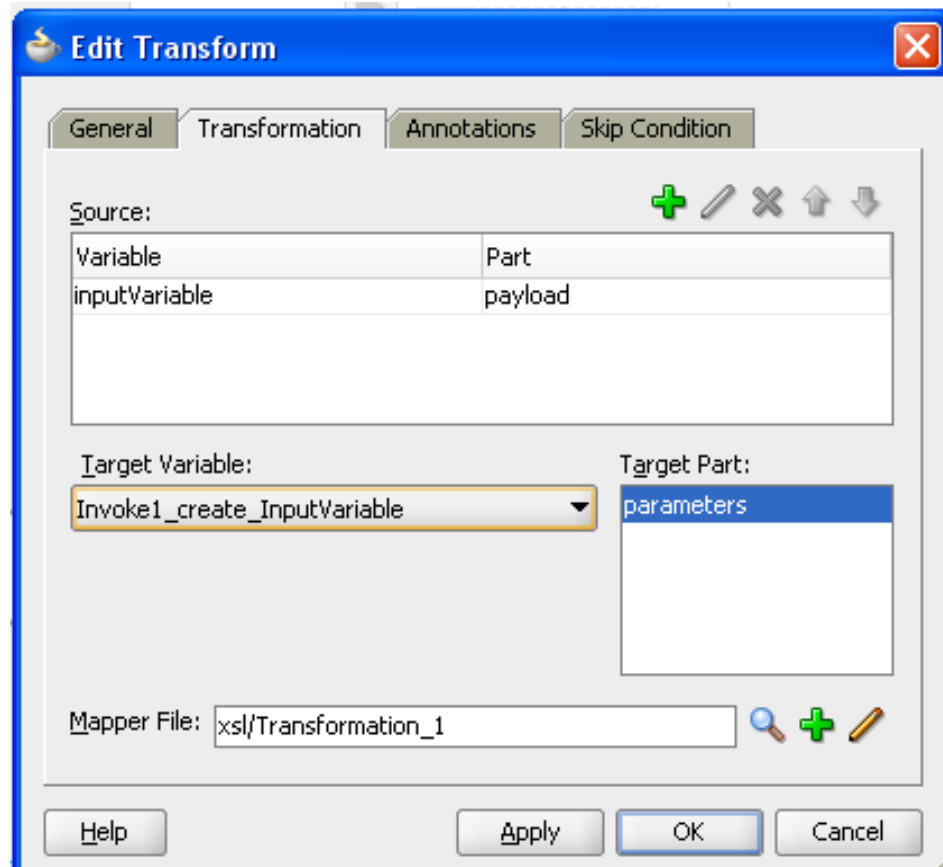 Edit Transform
General Transformation Annotations Skip Condition
Source:
Variable Part
inputVariable payload
Target Variable: Target Part:
Invoke1_create_InputVariable parameters
Mapper File: xsl/Transformation_1
Help Apply OK Cancel